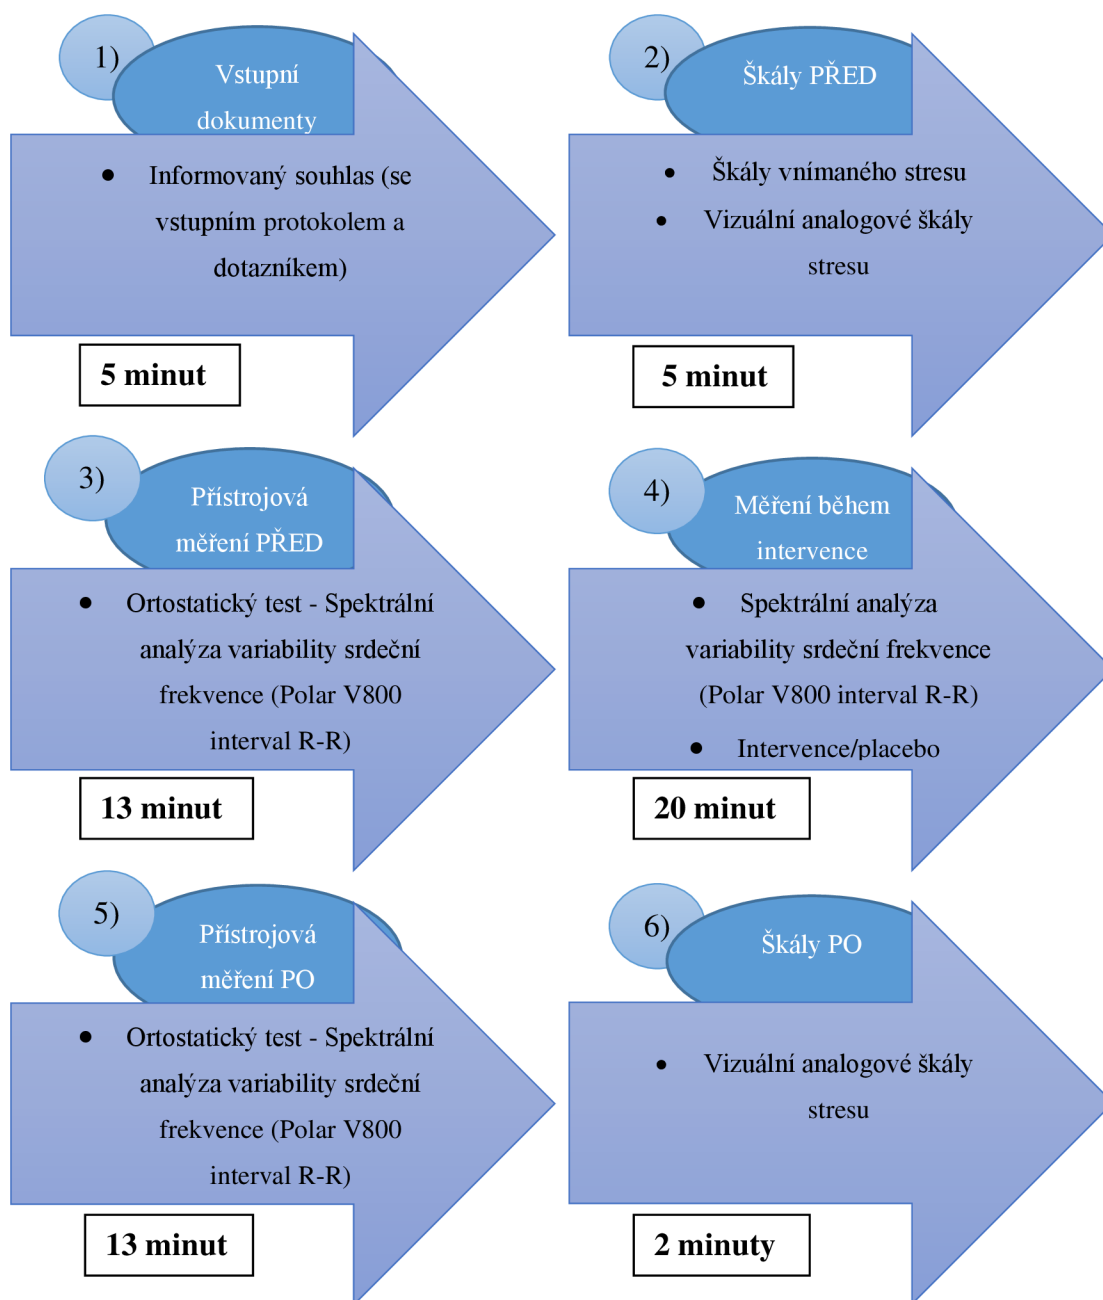 1)
Vstupní
dokumenty
● Informovaný souhlas (se
vstupním protokolem a
dotazníkem)
5 minut
2)
Škály PŘED
● Škály vnímaného stresu
● Vizuální analogové škály
stresu
5 minut
3)
Přístrojová
měření PŘED
● Ortostatický test - Spektrální
analýza variability srdeční
frekvence (Polar V800
interval R-R)
13 minut
4)
Měření během
intervence
● Spektrální analýza
variability srdeční frekvence
(Polar V800 interval R-R)
● Intervence/placebo
20 minut
5)
Přístrojová
měření PO
● Ortostatický test - Spektrální
analýza variability srdeční
frekvence (Polar V800
interval R-R)
13 minut
6)
Škály PO
● Vizuální analogové škály
stresu
2 minuty